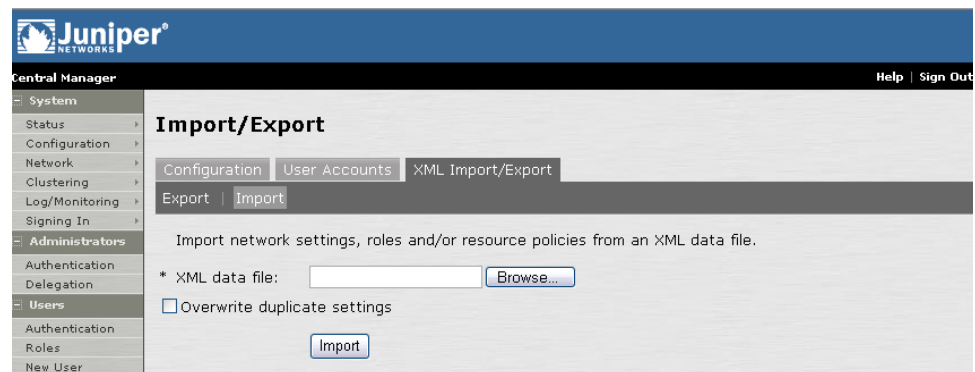 Juniper®
NETWORKS
Central Manager
Help | Sign Out
System
Status
Configuration
Network
Clustering
Log/Monitoring
Signing In
Administrators
Authentication
Delegation
Users
Authentication
Roles
New User
Import/Export
Configuration User Accounts XML Import/Export
Export | Import
Import network settings, roles and/or resource policies from an XML data file.
* XML data file: Browse...
Overwrite duplicate settings
Import